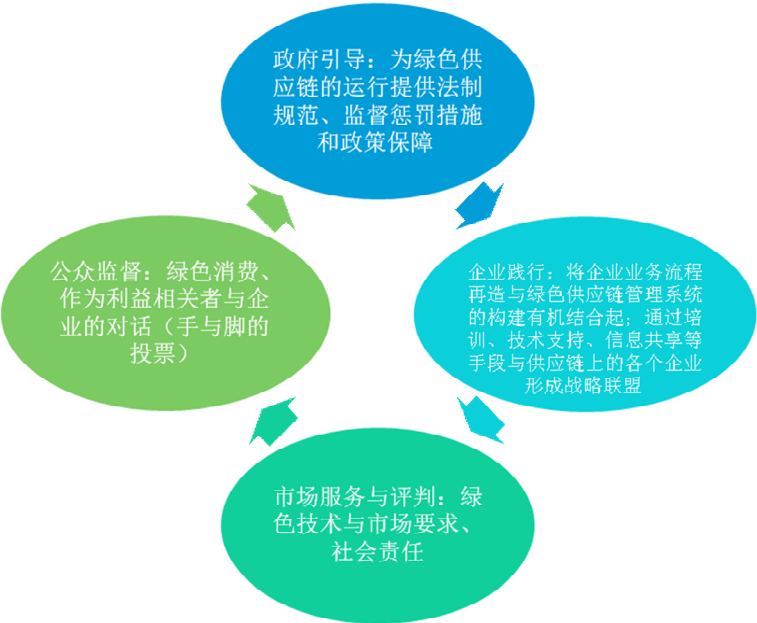 政府引导：为绿色供
应链的运行提供法制
规范、监督惩罚措施
和政策保障
企业践行：将企业业务流程
再造与绿色供应链管理系统
的构建有机结合起；通过培
训、技术支持、信息共享等
手段与供应链上的各个企业
形成战略联盟
市场服务与评判：绿
色技术与市场要求、
社会责任
公众监督：绿色消费、
作为利益相关者与企
业的对话（手与脚的
投票）